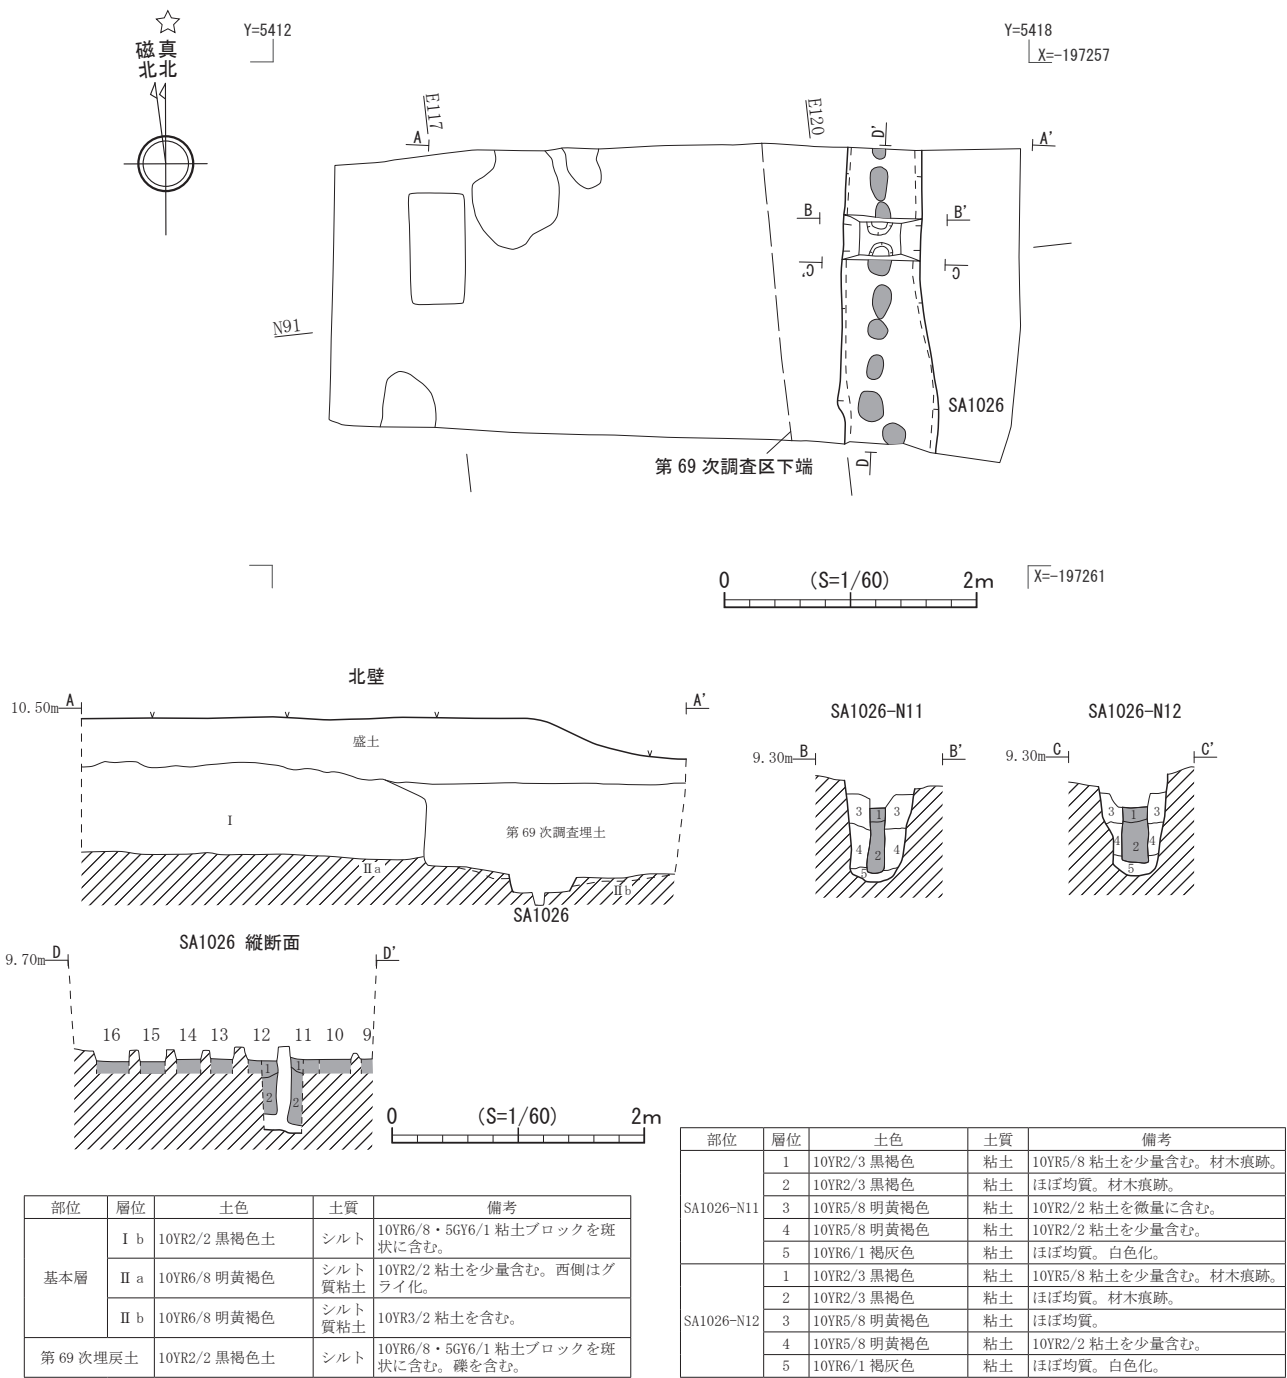 磁北
真北
Y=5412
Y=5418
X=-197257
E117
E120
A
D'
A'
B
B'
C'
C
N91
SA1026
第 69 次調査区下端
D
0 (S=1/60) 2m
X=-197261
北壁
10.50m A
A'
盛土
Ⅰ
第 69 次調査埋土
Ⅱa
Ⅱb
SA1026
SA1026-N11
9.30m B
B'
3
1
3
4
2
4
5
SA1026-N12
9.30m C
C'
3
1
3
4
2
4
5
SA1026 縦断面
9.70m D
D'
16 15 14 13 12 11 10 9
1
1
2
2
0 (S=1/60) 2m
部位 層位 土色 土質 備考
基本層
Ⅰ b 10YR2/2 黒褐色土 シルト 10YR6/8・5GY6/1 粘土ブロックを斑
状に含む。
Ⅱ a 10YR6/8 明黄褐色 シルト
質粘土 10YR2/2 粘土を少量含む。西側はグ
ライ化。
Ⅱ b 10YR6/8 明黄褐色 シルト
質粘土 10YR3/2 粘土を含む。
第 69 次埋戻土 10YR2/2 黒褐色土 シルト 10YR6/8・5GY6/1 粘土ブロックを斑
状に含む。礫を含む。
部位 層位 土色 土質 備考
SA1026-N11
1 10YR2/3 黒褐色 粘土 10YR5/8 粘土を少量含む。材木痕跡。
2 10YR2/3 黒褐色 粘土 ほぼ均質。材木痕跡。
3 10YR5/8 明黄褐色 粘土 10YR2/2 粘土を微量に含む。
4 10YR5/8 明黄褐色 粘土 10YR2/2 粘土を少量含む。
5 10YR6/1 褐灰色 粘土 ほぼ均質。白色化。
SA1026-N12
1 10YR2/3 黒褐色 粘土 10YR5/8 粘土を少量含む。材木痕跡。
2 10YR2/3 黒褐色 粘土 ほぼ均質。材木痕跡。
3 10YR5/8 明黄褐色 粘土 ほぼ均質。
4 10YR5/8 明黄褐色 粘土 10YR2/2 粘土を少量含む。
5 10YR6/1 褐灰色 粘土 ほぼ均質。白色化。